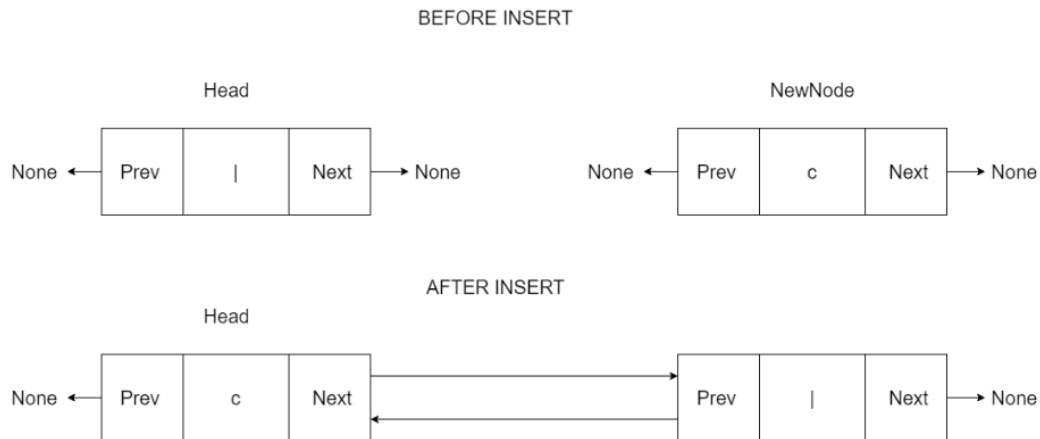 BEFORE INSERT
Head NewNode
None Prev | Next None None Prev c Next None
AFTER INSERT
Head
None Prev c Next Prev | Next None